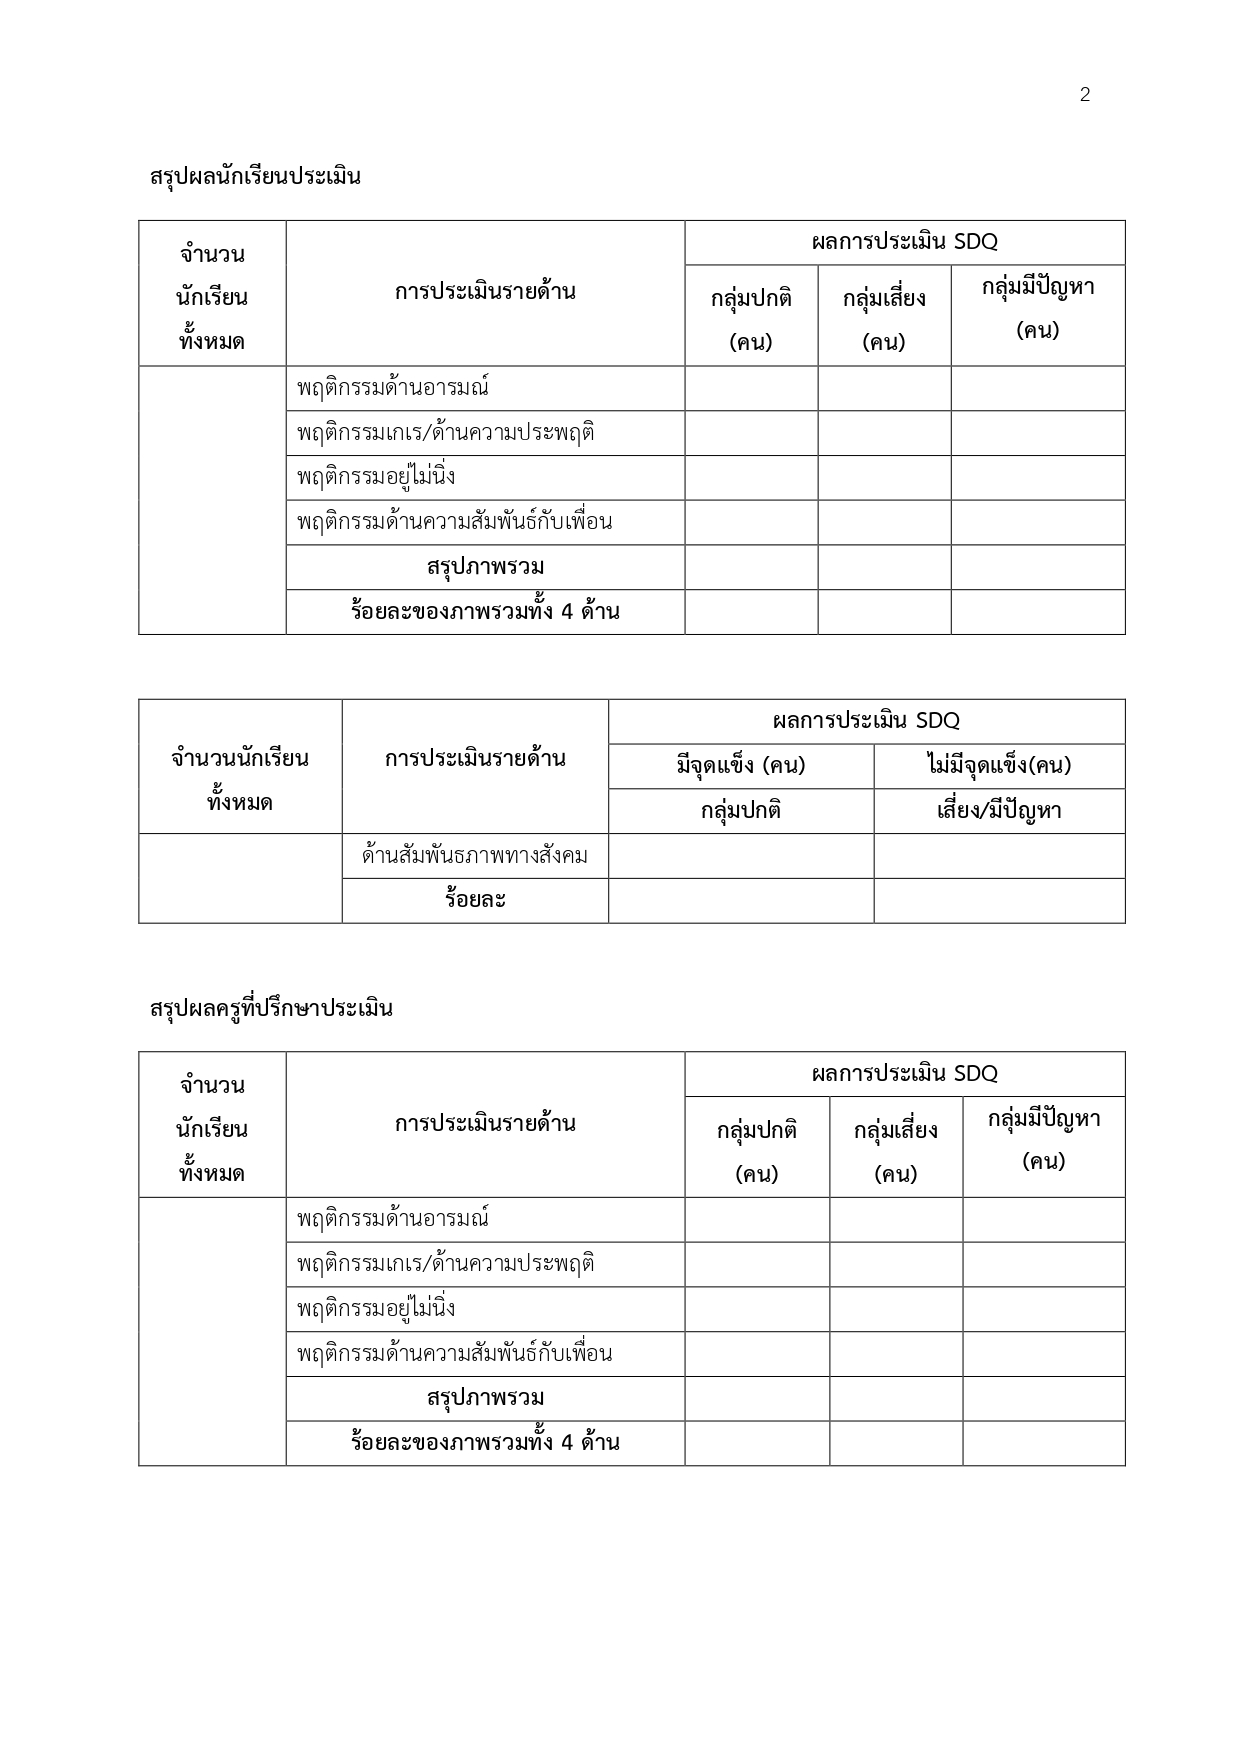 2
สรุปผลนักเรียนประเมิน
จำนวน
นักเรียน
ทั้งหมด
การประเมินรายด้าน
ผลการประเมิน SDQ
กลุ่มปกติ
(คน)
กลุ่มเสี่ยง
(คน)
กลุ่มมีปัญหา
(คน)
พฤติกรรมด้านอารมณ์
พฤติกรรมเกเร/ด้านความประพฤติ
พฤติกรรมอยู่ไม่นิ่ง
พฤติกรรมด้านความสัมพันธ์กับเพื่อน
สรุปภาพรวม
ร้อยละของภาพรวมทั้ง 4 ด้าน
จำนวนนักเรียน
ทั้งหมด
การประเมินรายด้าน
ผลการประเมิน SDQ
มีจุดแข็ง (คน)
ไม่มีจุดแข็ง(คน)
กลุ่มปกติ
เสี่ยง/มีปัญหา
ด้านสัมพันธภาพทางสังคม
ร้อยละ
สรุปผลครูที่ปรึกษาประเมิน
จำนวน
นักเรียน
ทั้งหมด
การประเมินรายด้าน
ผลการประเมิน SDQ
กลุ่มปกติ
(คน)
กลุ่มเสี่ยง
(คน)
กลุ่มมีปัญหา
(คน)
พฤติกรรมด้านอารมณ์
พฤติกรรมเกเร/ด้านความประพฤติ
พฤติกรรมอยู่ไม่นิ่ง
พฤติกรรมด้านความสัมพันธ์กับเพื่อน
สรุปภาพรวม
ร้อยละของภาพรวมทั้ง 4 ด้าน